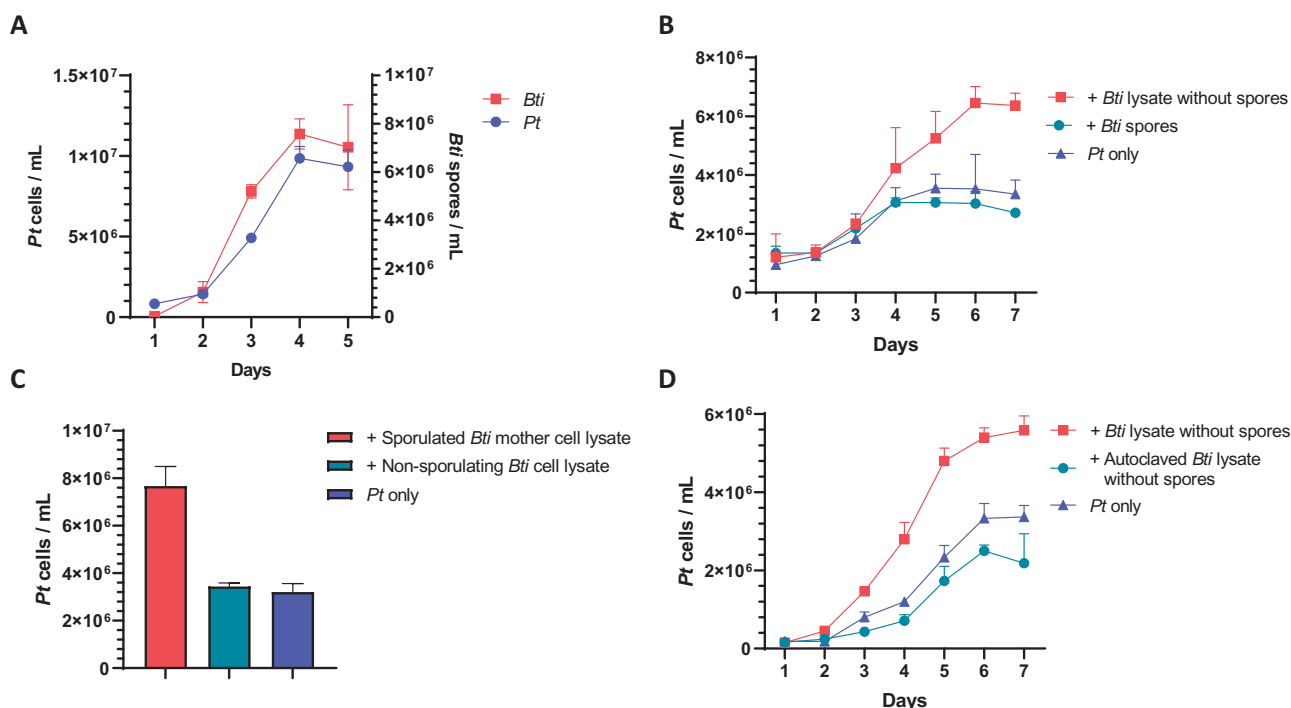 A
Pt cells / mL
1.5×10⁷
1×10⁷
5×10⁶
0
1×10⁷
8×10⁶
6×10⁶
4×10⁶
2×10⁶
0
Bti spores / mL
1 2 3 4 5
Days
Bti
Pt
B
Pt cells / mL
8×10⁶
6×10⁶
4×10⁶
2×10⁶
0
1 2 3 4 5 6 7
Days
+ Bti lysate without spores
+ Bti spores
Pt only
C
Pt cells / mL
1×10⁷
8×10⁶
6×10⁶
4×10⁶
2×10⁶
0
+ Sporulated Bti mother cell lysate
+ Non-sporulating Bti cell lysate
Pt only
D
Pt cells / mL
6×10⁶
4×10⁶
2×10⁶
0
1 2 3 4 5 6 7
Days
+ Bti lysate without spores
+ Autoclaved Bti lysate
without spores
Pt only